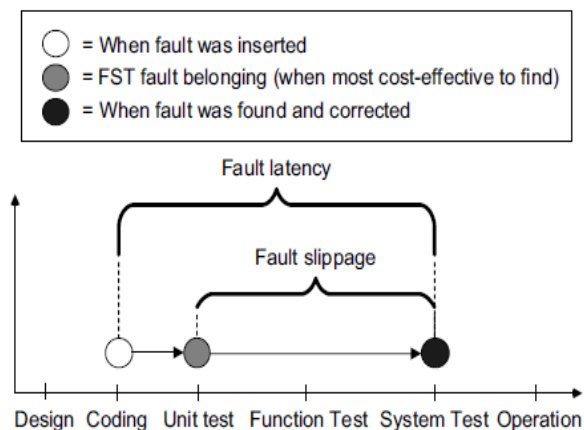 = When fault was inserted
= FST fault belonging (when most cost-effective to find)
= When fault was found and corrected
Fault latency
Fault slippage
Design Coding Unit test Function Test System Test Operation